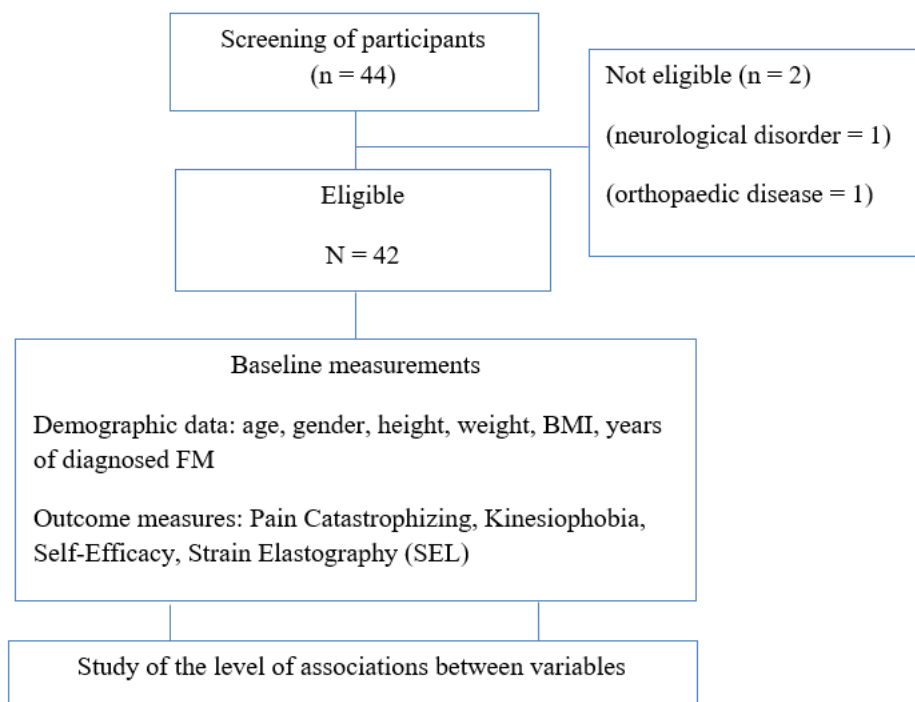 Screening of participants
(n = 44)
Not eligible (n = 2)
(neurological disorder = 1)
(orthopaedic disease = 1)
Eligible
N = 42
Baseline measurements
Demographic data: age, gender, height, weight, BMI, years
of diagnosed FM
Outcome measures: Pain Catastrophizing, Kinesiophobia,
Self-Efficacy, Strain Elastography (SEL)
Study of the level of associations between variables